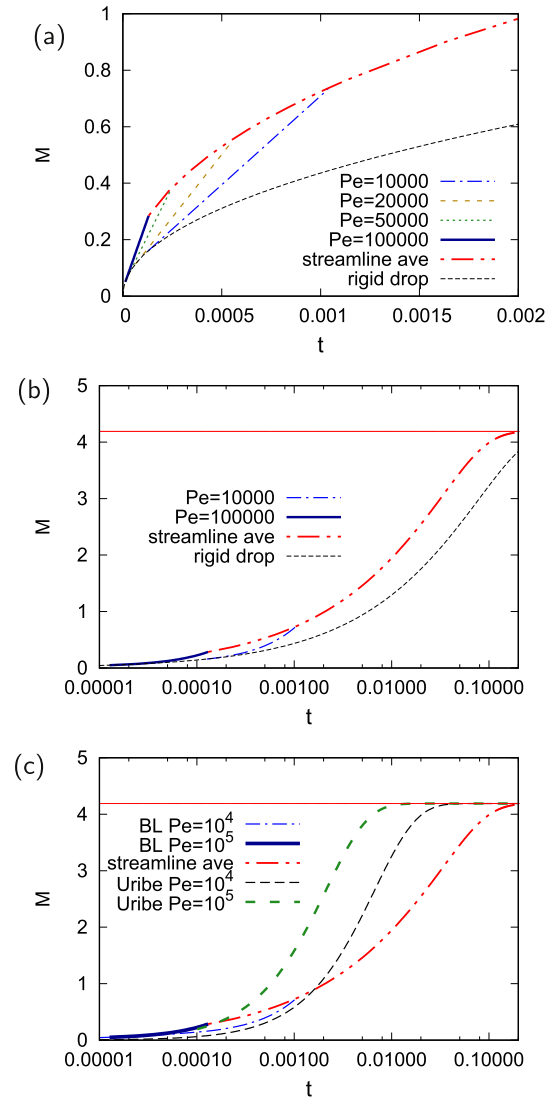 (a)
1
0.8
0.6
0.4
0.2
0
M
Pe=10000
Pe=20000
Pe=50000
Pe=100000
streamline ave
rigid drop
0 0.0005 0.001 0.0015 0.002
t
(b)
5
4
3
2
1
0
M
Pe=10000
Pe=100000
streamline ave
rigid drop
0.00001 0.00010 0.00100 0.01000 0.10000
t
(c)
5
4
3
2
1
0
M
BL Pe=10^4
BL Pe=10^5
streamline ave
Uribe Pe=10^4
Uribe Pe=10^5
0.00001 0.00010 0.00100 0.01000 0.10000
t